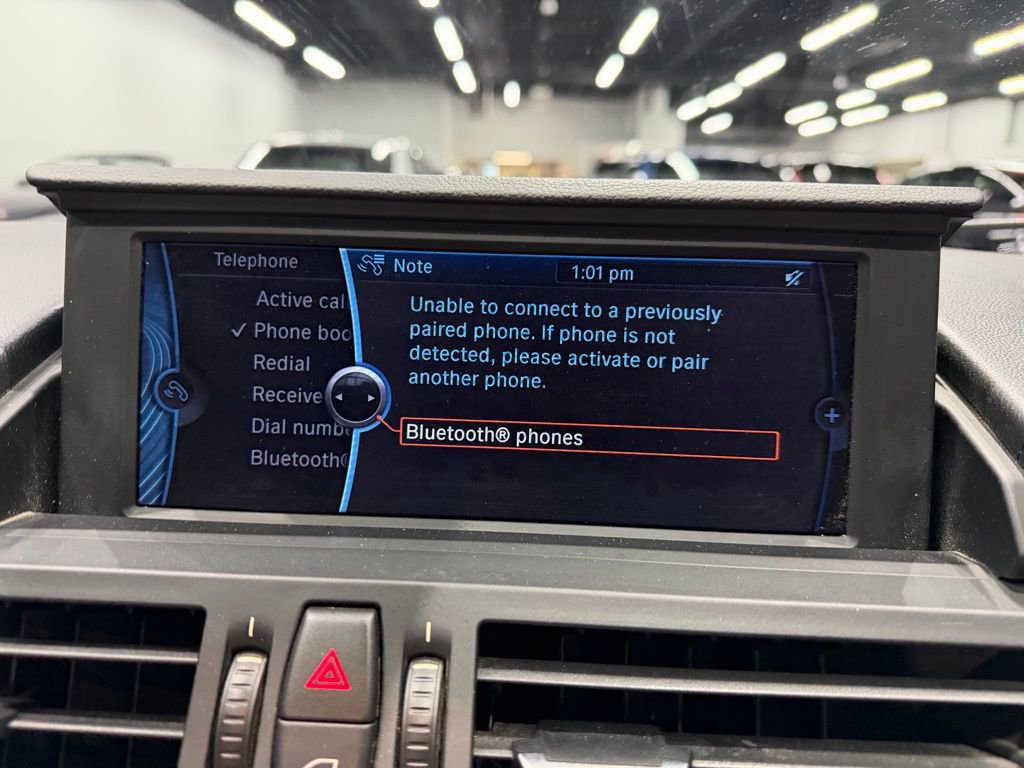 Telephone
Active cal
Phone boo
Redial
Receive
Dial numb
Bluetooth®
Note
1:01 pm
Unable to connect to a previously
paired phone. If phone is not
detected, please activate or pair
another phone.
Bluetooth® phones